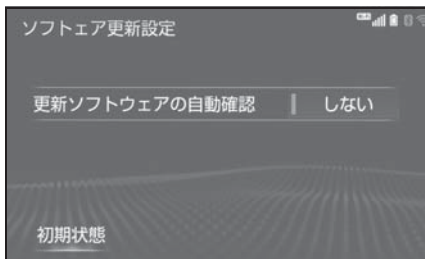 ソフトェア更新設定
更新ソフトウェアの自動確認 しない
初期状態